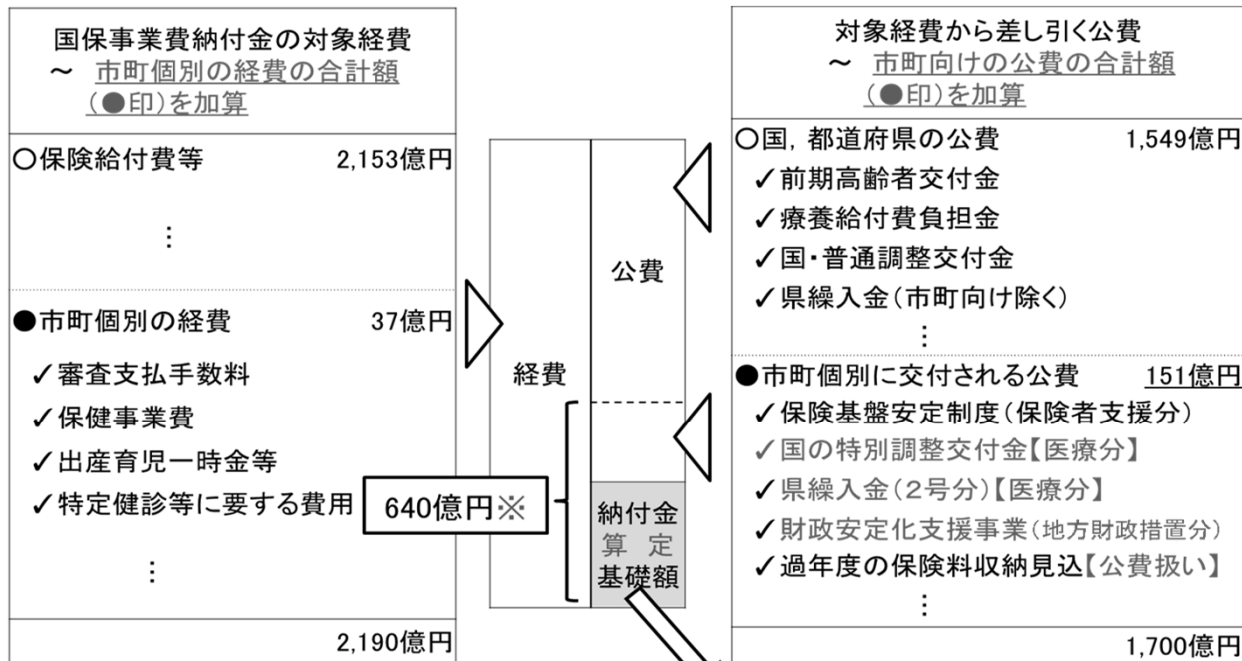 国保事業費納付金の対象経費
～ 市町個別の経費の合計額
(●印)を加算
○保険給付費等 2,153億円
⋮
●市町個別の経費 37億円
✓審査支払手数料
✓保健事業費
✓出産育児一時金等
✓特定健診等に要する費用
⋮
2,190億円
経費
公費
640億円※
納付金
算 定
基礎額
対象経費から差し引く公費
～ 市町向けの公費の合計額
(●印)を加算
○国，都道府県の公費 1,549億円
✓前期高齢者交付金
✓療養給付費負担金
✓国・普通調整交付金
✓県繰入金(市町向け除く)
⋮
●市町個別に交付される公費 151億円
✓保険基盤安定制度(保険者支援分)
✓国の特別調整交付金【医療分】
✓県繰入金(２号分)【医療分】
✓財政安定化支援事業(地方財政措置分)
✓過年度の保険料収納見込【公費扱い】
⋮
1,700億円